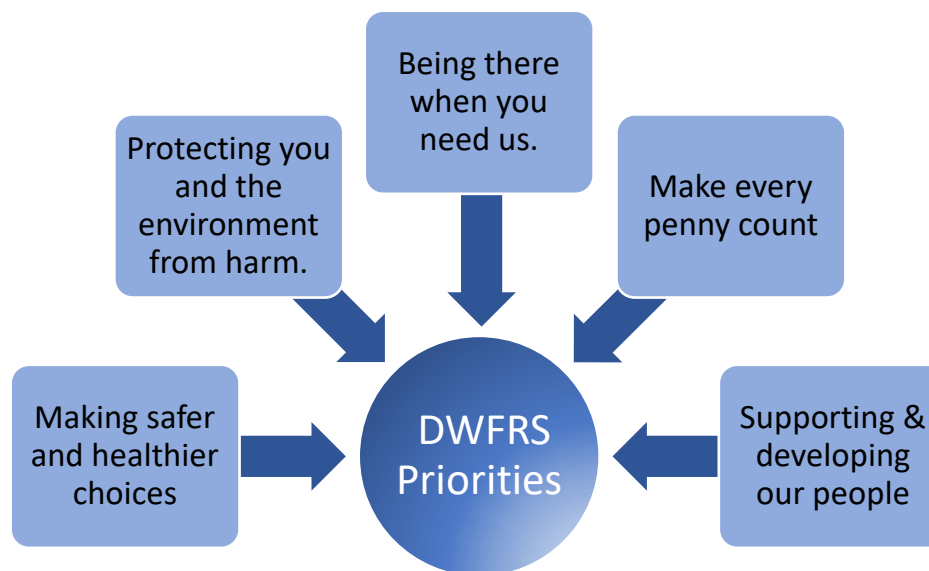 Being there
when you
need us.
Protecting you
and the
environment
from harm.
Make every
penny count
Making safer
and healthier
choices
DWFRS
Priorities
Supporting &
developing
our people